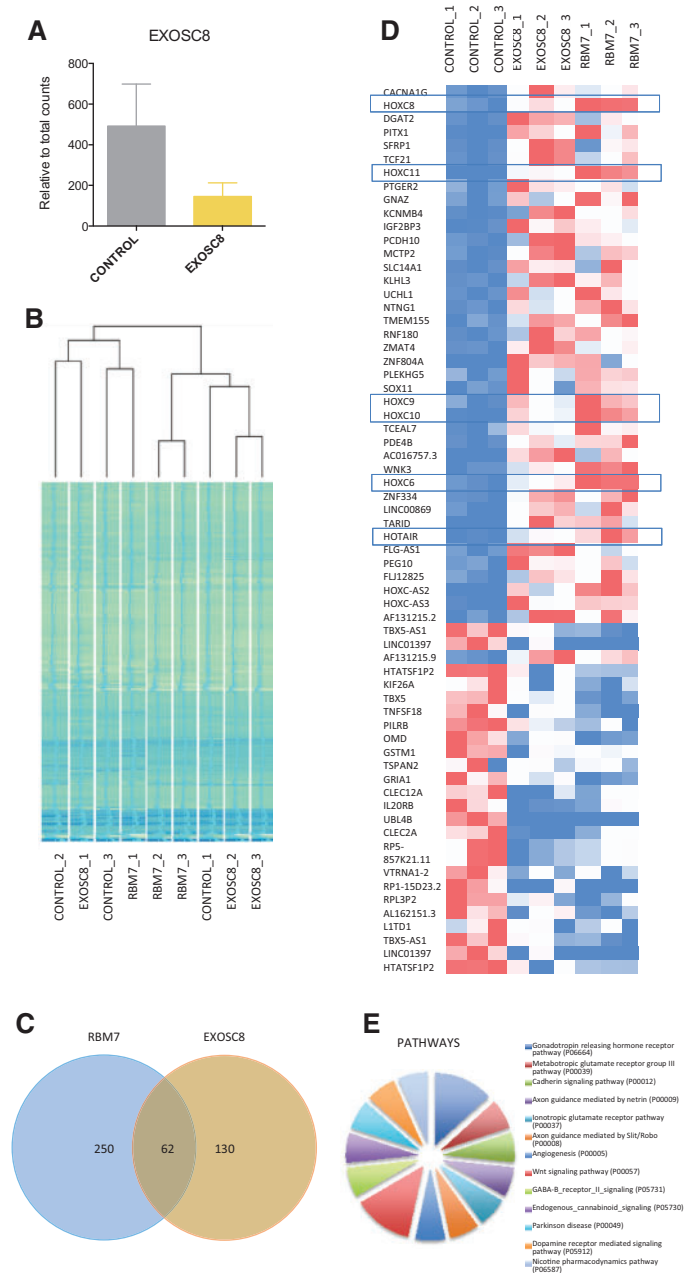 A
EXOSC8
Relative to total counts
800
600
400
200
0
CONTROL
EXOSC8
B
CONTROL_2
EXOSC8_1
CONTROL_3
RBM7_1
RBM7_2
RBM7_3
CONTROL_1
EXOSC8_2
EXOSC8_3
C
RBM7
EXOSC8
250
62
130
D
CONTROL_1
CONTROL_2
CONTROL_3
EXOSC8_1
EXOSC8_2
EXOSC8_3
RBM7_1
RBM7_2
RBM7_3
CACNA1G
HOXC8
DGAT2
PITX1
SFRP1
TCF21
HOXC11
PTGER2
GNAZ
KCNMB4
IGF2BP3
PCDH10
MCTP2
SLC14A1
KLHL3
UCHL1
NTNG1
TMEM155
RNF180
ZMAT4
ZNF804A
PLEKHG5
SOX11
HOXC9
HOXC10
TCEAL7
PDE4B
AC016757.3
WNK3
HOXC6
ZNF334
LINC00869
TARID
HOTAIR
FLG-AS1
PEG10
FLJ12825
HOXC-AS2
HOXC-AS3
AF131215.2
TBX5-AS1
LINC01397
AF131215.9
HTATSF1P2
KIF26A
TBX5
TNFSF18
PILRB
OMD
GSTM1
TSPAN2
GRIA1
CLEC12A
IL20RB
UBL4B
CLEC2A
RP5-
857K21.11
VTRNA1-2
RP1-15D23.2
RPL3P2
AL162151.3
L1TD1
TBX5-AS1
LINC01397
HTATSF1P2
E
PATHWAYS
Gonadotropin releasing hormone receptor
pathway (P06664)
Metabotropic glutamate receptor group III
pathway (P00039)
Cadherin signaling pathway (P00012)
Axon guidance mediated by netrin (P00009)
Ionotropic glutamate receptor pathway
(P00037)
Axon guidance mediated by Slit/Robo
(P00008)
Angiogenesis (P00005)
Wnt signaling pathway (P00057)
GABA-B_receptor_II_signaling (P05731)
Endogenous_cannabinoid_signaling (P05730)
Parkinson disease (P00049)
Dopamine receptor mediated signaling
pathway (P05912)
Nicotine pharmacodynamics pathway
(P06587)